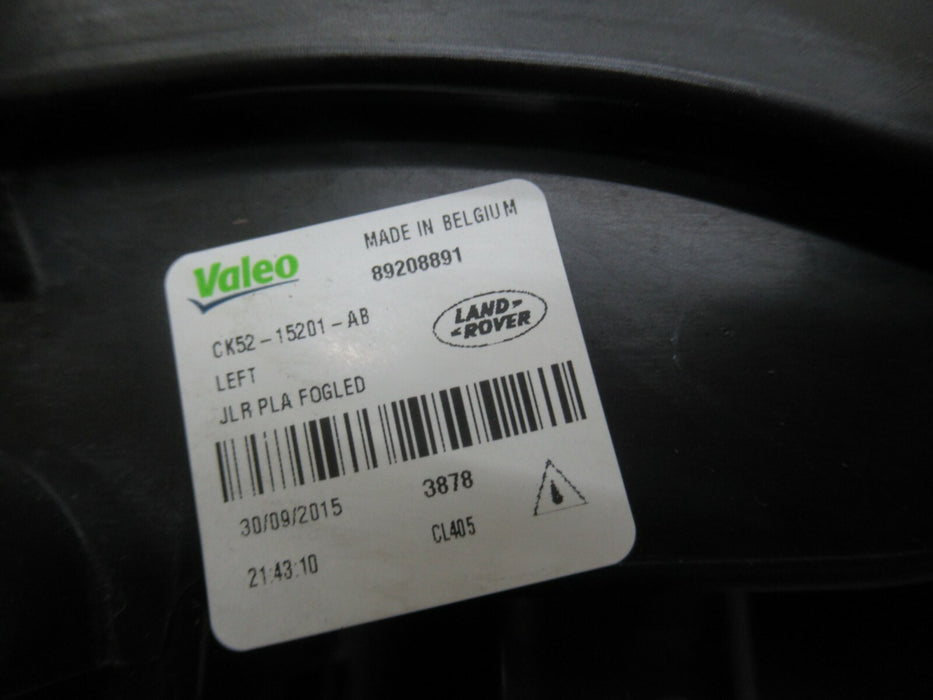 Valeo
MADE IN BELGIUM
89208891
CK52-15201-AB
LAND-
-ROVER
LEFT
JLR PLA FOGLED
30/09/2015
3878
21:43:10
CL405